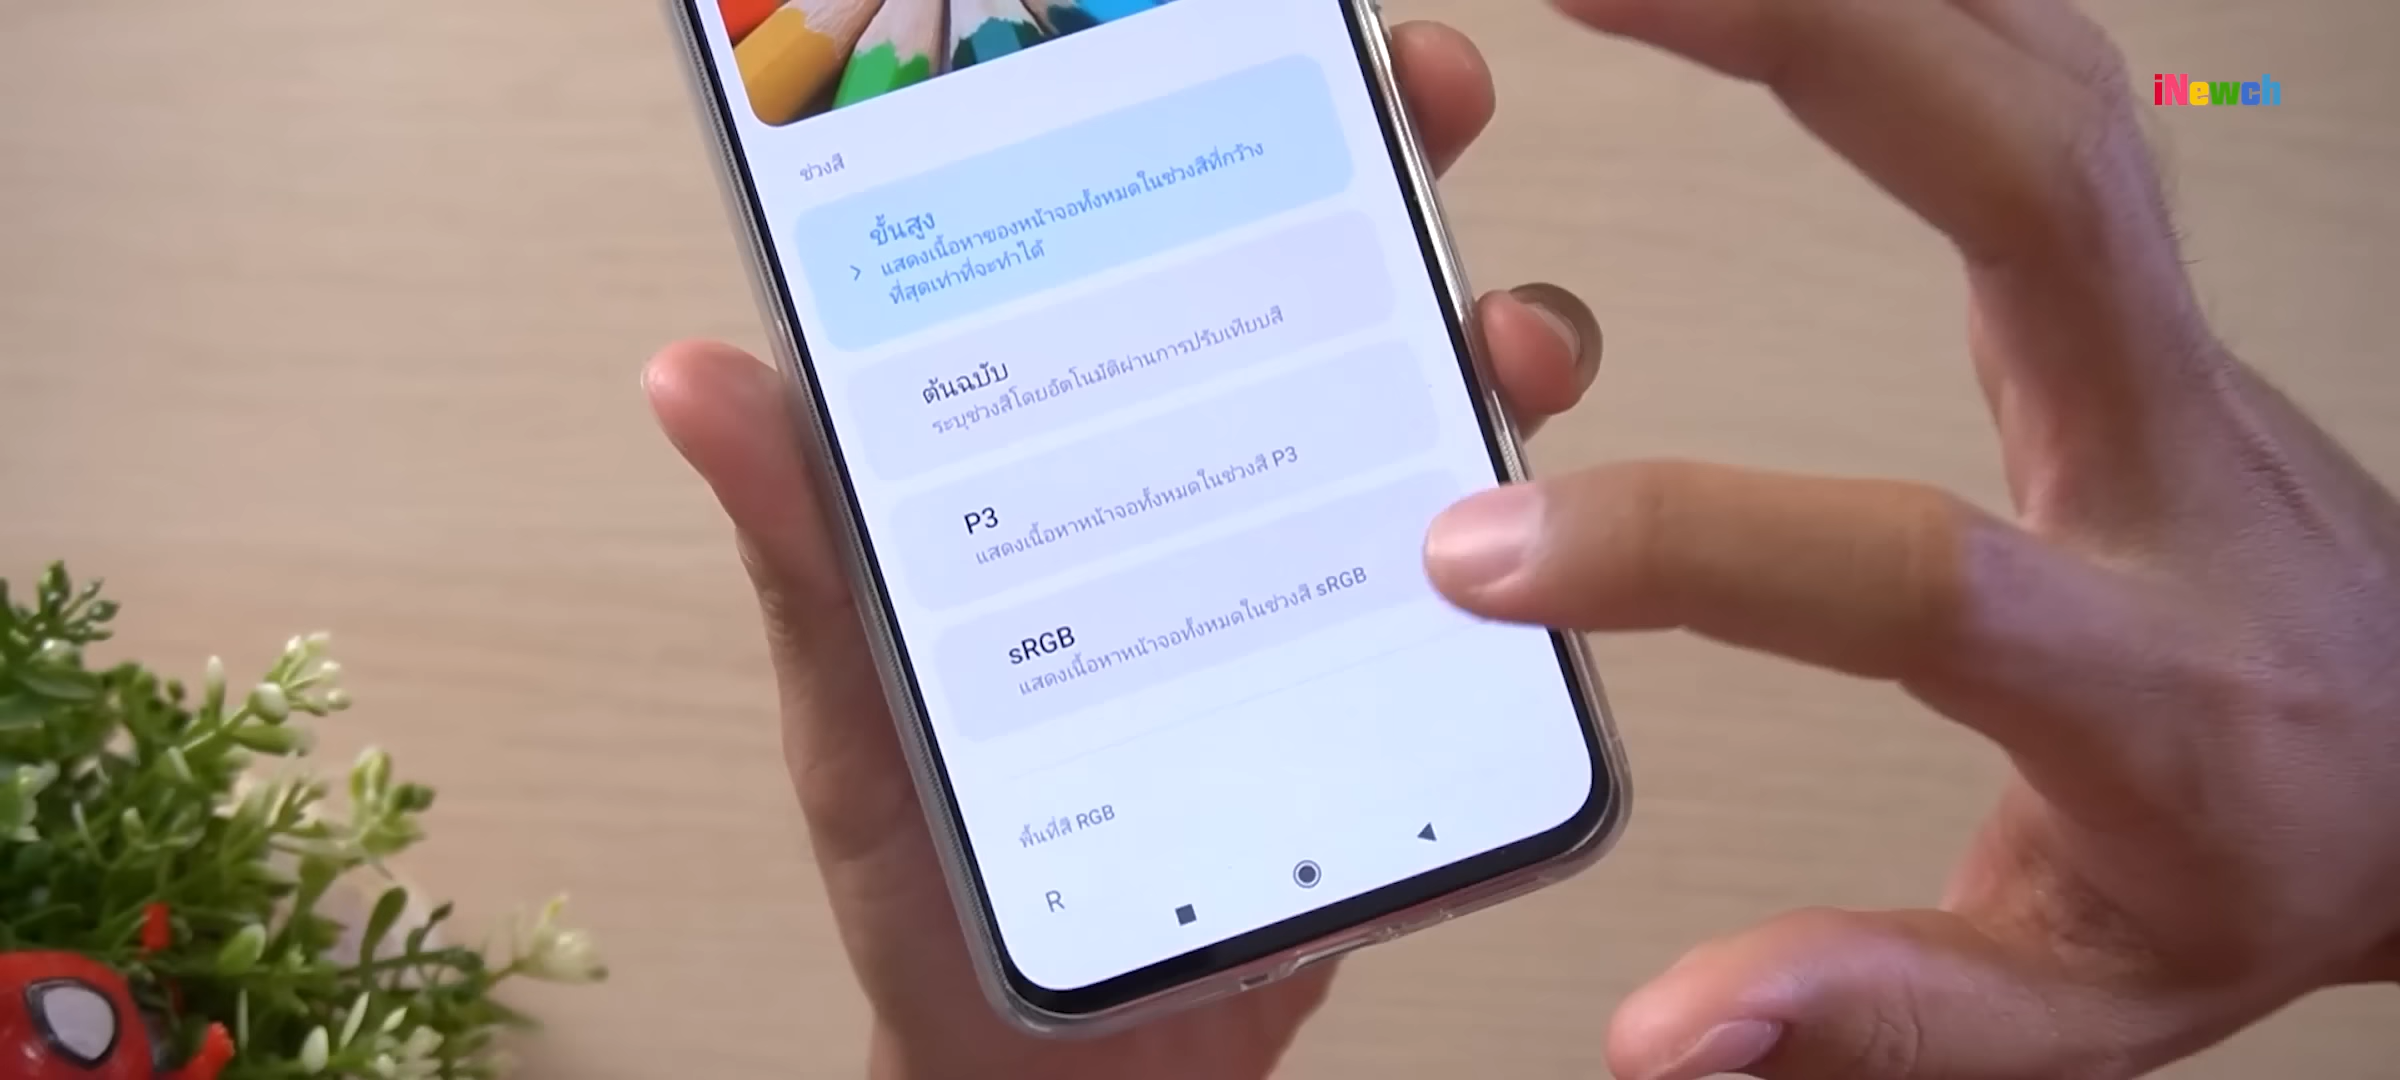 iNewch
ช่วงสี
ขั้นสูง
แสดงเนื้อหาของหน้าจอทั้งหมดในช่วงสีที่กว้าง
ที่สุดเท่าที่จะทำได้
ต้นฉบับ
ระบุช่วงสีโดยอัตโนมัติผ่านการปรับเทียบสี
P3
แสดงเนื้อหาหน้าจอทั้งหมดในช่วงสี P3
sRGB
แสดงเนื้อหาหน้าจอทั้งหมดในช่วงสี sRGB
พื้นที่สี RGB
R